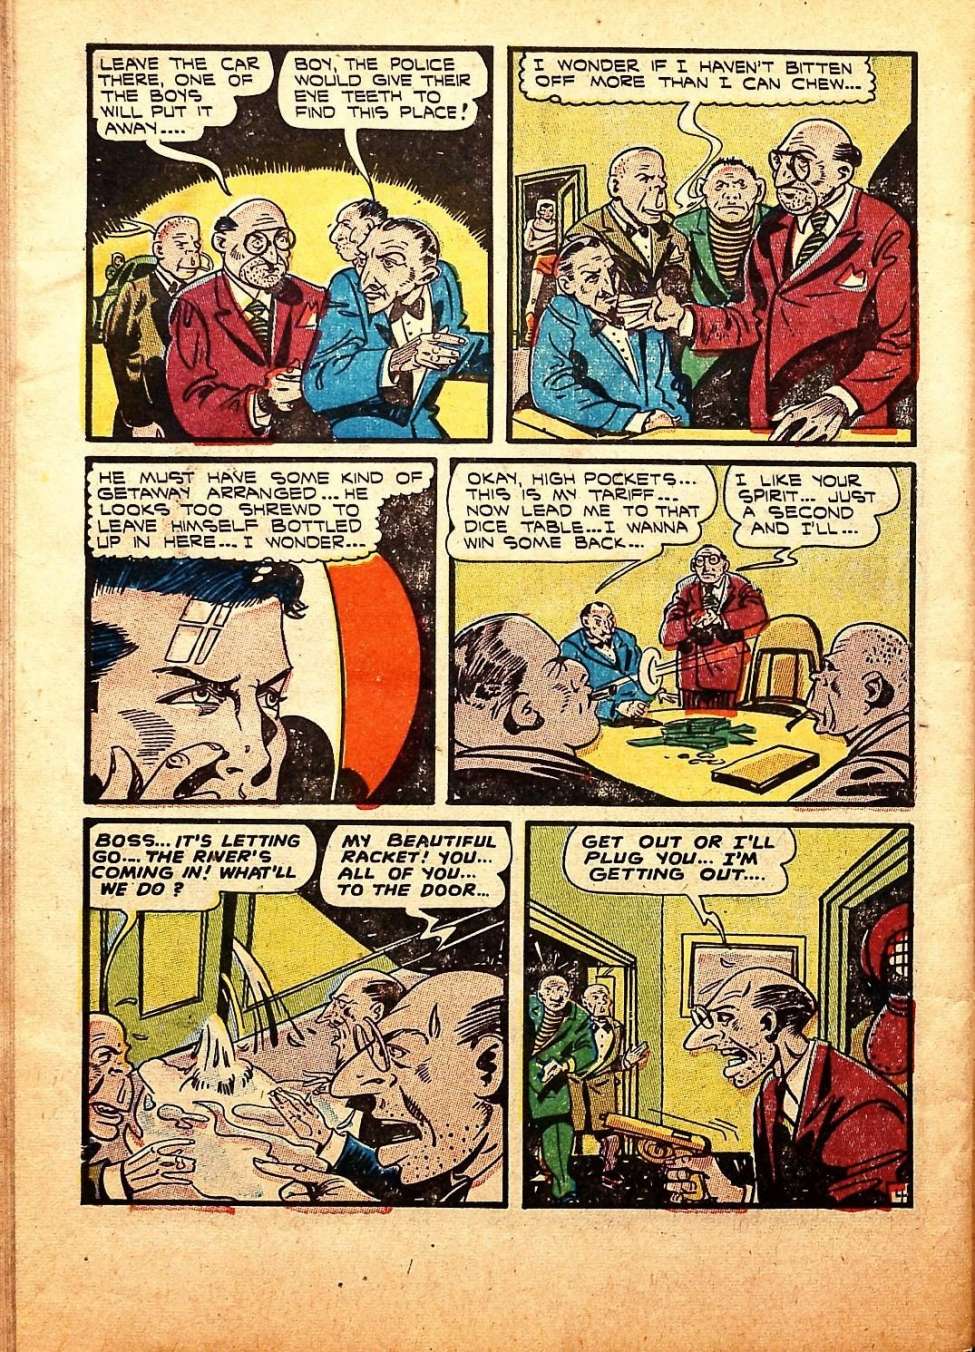 LEAVE THE CAR
THERE, ONE OF
THE BOYS
WILL PUT IT
AWAY....
BOY, THE POLICE
WOULD GIVE THEIR
EYE TEETH TO
FIND THIS PLACE!
I WONDER IF I HAVEN'T BITTEN
OFF MORE THAN I CAN CHEW...
HE MUST HAVE SOME KIND OF
GETAWAY ARRANGED... HE
LOOKS TOO SHREWD TO
LEAVE HIMSELF BOTTLED
UP IN HERE... I WONDER...
OKAY, HIGH POCKETS...
THIS IS MY TARIFF...
NOW LEAD ME TO THAT
DICE TABLE... I WANNA
WIN SOME BACK...
I LIKE YOUR
SPIRIT... JUST
A SECOND
AND I'LL...
BOSS... IT'S LETTING
GO... THE RIVER'S
COMING IN! WHAT'LL
WE DO?
MY BEAUTIFUL
RACKET! YOU...
ALL OF YOU...
TO THE DOOR...
GET OUT OR I'LL
PLUG YOU... I'M
GETTING OUT....
4